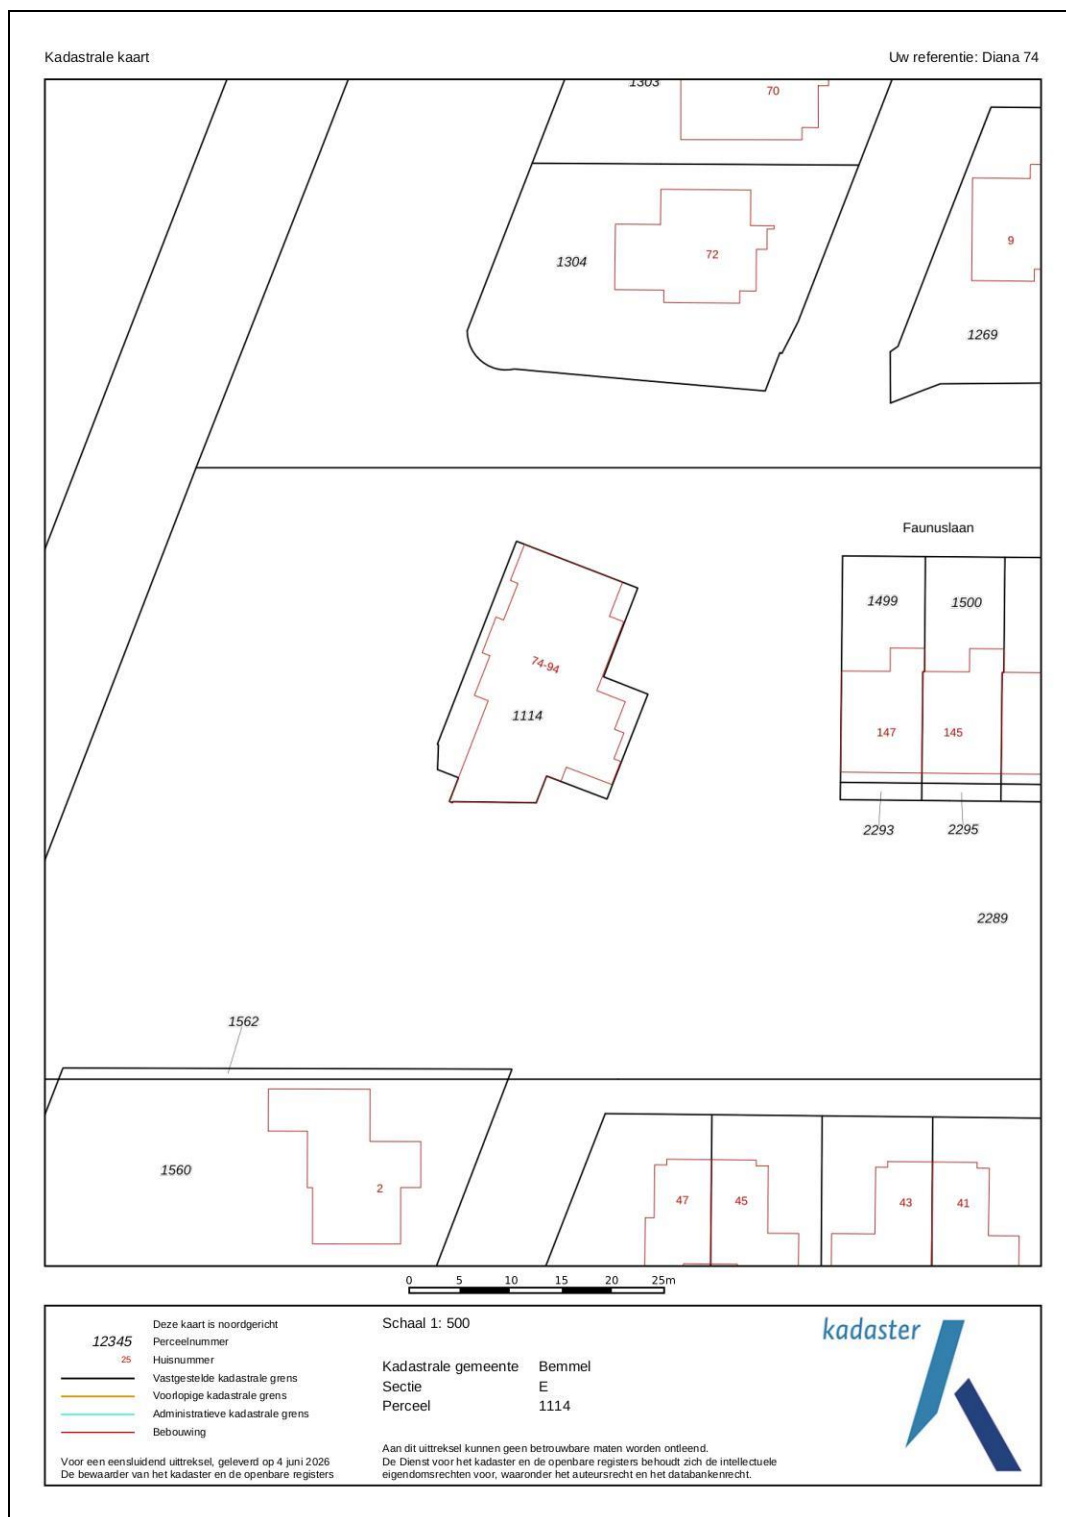 Kadastrale kaart
Uw referentie: Diana 74
1303
70
72
1304
9
1269
Faunuslaan
1499
1500
74-94
1114
147
145
2293
2295
2289
1562
1560
2
47
45
43
41
0 5 10 15 20 25m
Deze kaart is noordgericht
12345 Perceelnummer
25 Huisnummer
Vastgestelde kadastrale grens
Voorlopige kadastrale grens
Administratieve kadastrale grens
Bebouwing
Voor een eensluidend uittreksel, geleverd op 4 juni 2026
De bewaarder van het kadaster en de openbare registers
Schaal 1: 500
Kadastrale gemeente Bemmel
Sectie E
Perceel 1114
Aan dit uittreksel kunnen geen betrouwbare maten worden ontleend.
De Dienst voor het kadaster en de openbare registers behoudt zich de intellectuele
eigendomsrechten voor, waaronder het auteursrecht en het databankenrecht.
kadaster